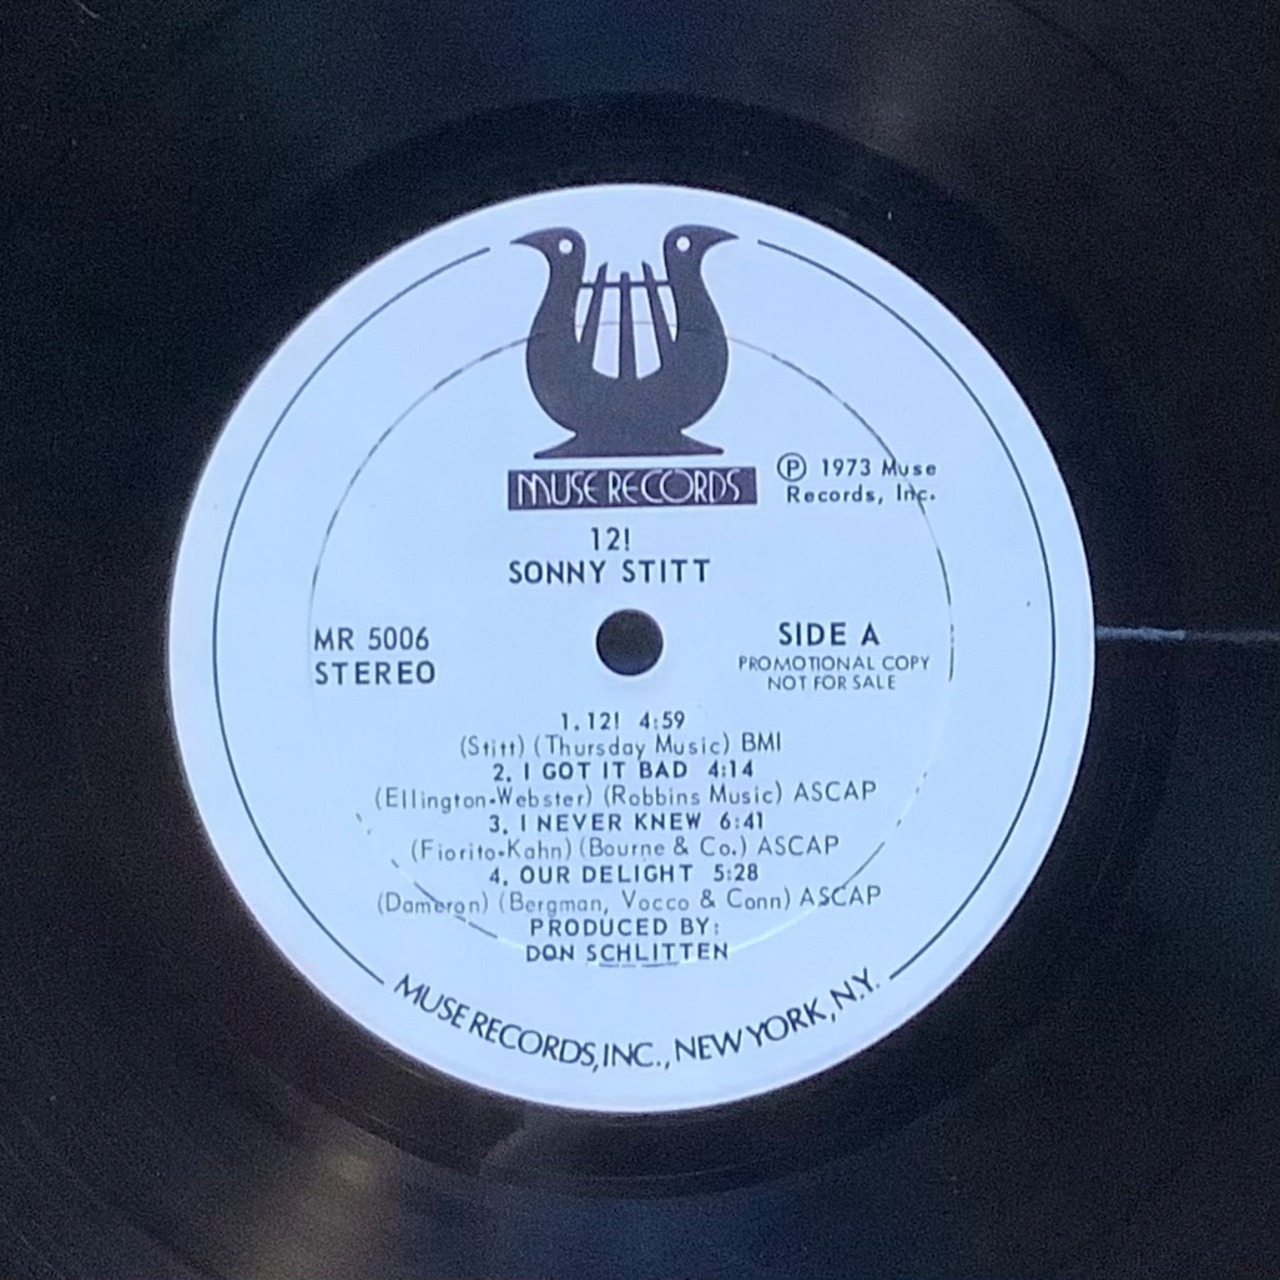 MUSE RECORDS
Ⓟ 1973 Muse
Records, Inc.
12!
SONNY STITT
MR 5006
STEREO
SIDE A
PROMOTIONAL COPY
NOT FOR SALE
1. 12! 4:59
(Stitt) (Thursday Music) BMI
2. I GOT IT BAD 4:14
(Ellington-Webster) (Robbins Music) ASCAP
3. I NEVER KNEW 6:41
(Fiorito-Kahn) (Bourne & Co.) ASCAP
4. OUR DELIGHT 5:28
(Dameron) (Bergman, Vocco & Conn) ASCAP
PRODUCED BY:
DON SCHLITTEN
MUSE RECORDS, INC., NEW YORK, N.Y.